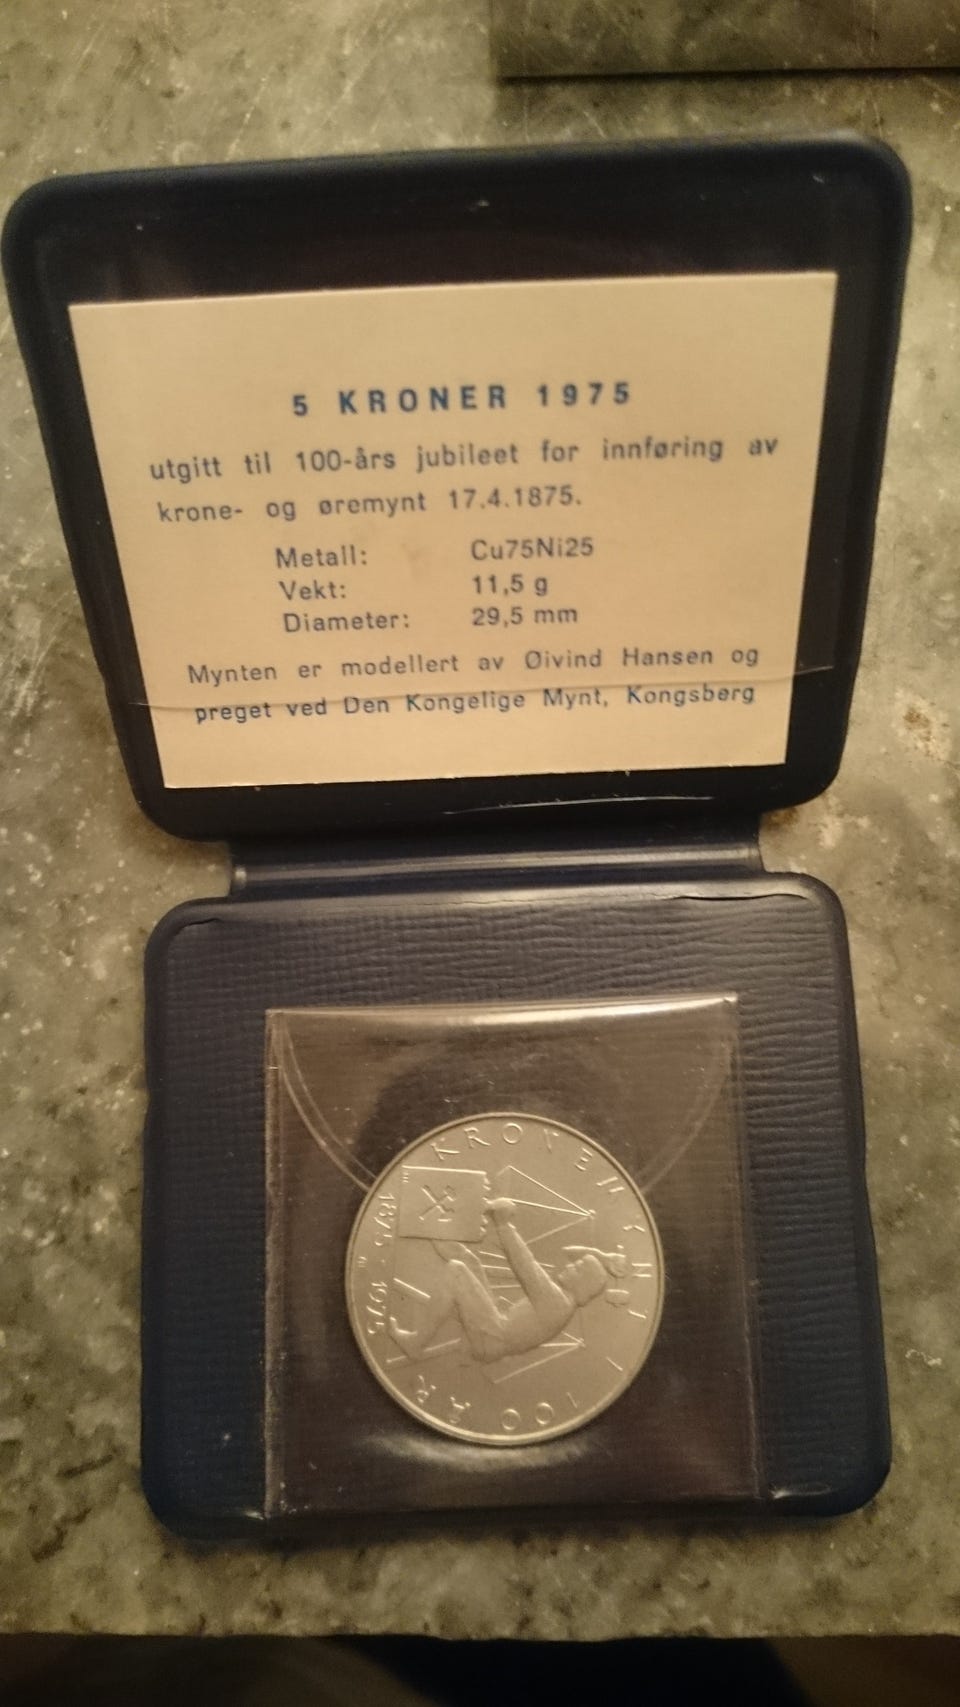 5 KRONER 1975
utgitt til 100-års jubileet for innføring av
krone- og øremynt 17.4.1875.
Metall: Cu75Ni25
Vekt: 11,5 g
Diameter: 29,5 mm
Mynten er modellert av Øivind Hansen og
preget ved Den Kongelige Mynt, Kongsberg
KRONEMYNT I 100 ÅR
1875 1975